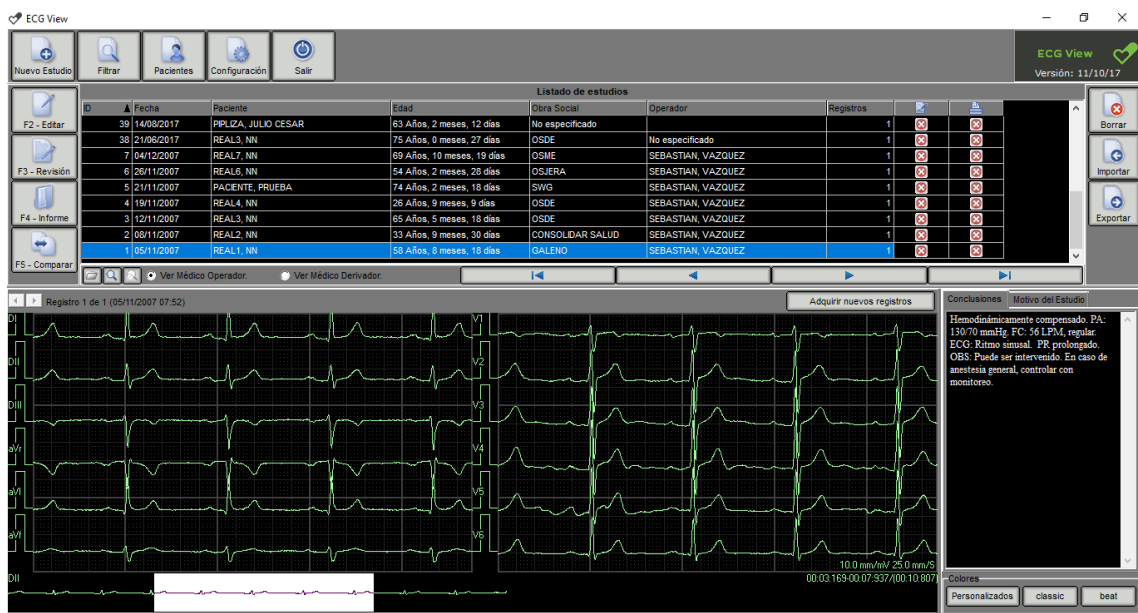 ECG View
Nuevo Estudio Filtrar Pacientes Configuración Salir
ECG View
Versión: 11/10/17
Listado de estudios
ID Fecha Paciente Edad Obra Social Operador Registros
39 14/08/2017 PIPLIZA, JULIO CESAR 63 Años, 2 meses, 12 días No especificado 1
38 21/06/2017 REAL3, NN 75 Años, 0 meses, 27 días OSDE No especificado 1
7 04/12/2007 REAL7, NN 69 Años, 10 meses, 19 días OSME SEBASTIAN, VAZQUEZ 1
6 26/11/2007 REAL6, NN 54 Años, 2 meses, 28 días OSJERA SEBASTIAN, VAZQUEZ 1
5 21/11/2007 PACIENTE, PRUEBA 74 Años, 2 meses, 18 días SWG SEBASTIAN, VAZQUEZ 1
4 19/11/2007 REAL4, NN 26 Años, 9 meses, 9 días OSDE SEBASTIAN, VAZQUEZ 1
3 12/11/2007 REAL3, NN 65 Años, 5 meses, 18 días OSDE SEBASTIAN, VAZQUEZ 1
2 08/11/2007 REAL2, NN 33 Años, 9 meses, 30 días CONSOLIDAR SALUD SEBASTIAN, VAZQUEZ 1
1 05/11/2007 REAL1, NN 58 Años, 8 meses, 18 días GALENO SEBASTIAN, VAZQUEZ 1
F2 - Editar
F3 - Revisión
F4 - Informe
F5 - Comparar
Borrar
Importar
Exportar
Ver Médico Operador. Ver Médico Derivador.
Registro 1 de 1 (05/11/2007 07:52) Adquirir nuevos registros
Conclusiones Motivo del Estudio
Hemodinámicamente compensado. PA:
130/70 mmHg. FC: 56 LPM, regular.
ECG: Ritmo sinusal. PR prolongado.
OBS: Puede ser intervenido. En caso de
anestesia general, controlar con
monitoreo.
DI V1
DII V2
DIII V3
aVr V4
aVl V5
aVf V6
10.0 mm/mV 25.0 mm/S
DII 00:03:169-00:07:937/(00:10:807)
Colores
Personalizados classic beat